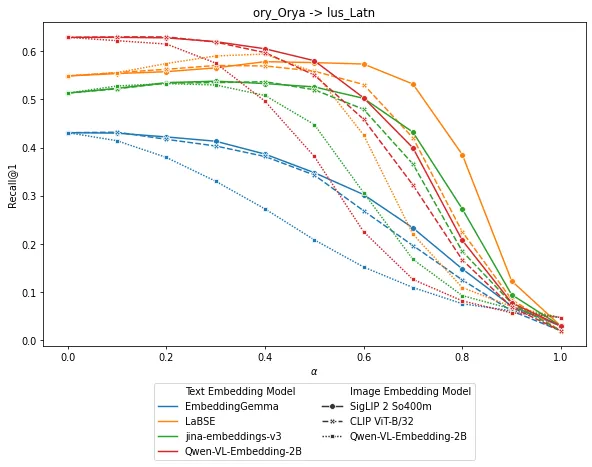 ory_Orya -> lus_Latn
Recall@1
0.6
0.5
0.4
0.3
0.2
0.1
0.0
0.0 0.2 0.4 0.6 0.8 1.0
α
Text Embedding Model
EmbeddingGemma
LaBSE
jina-embeddings-v3
Qwen-VL-Embedding-2B
Image Embedding Model
SigLIP 2 So400m
CLIP ViT-B/32
Qwen-VL-Embedding-2B